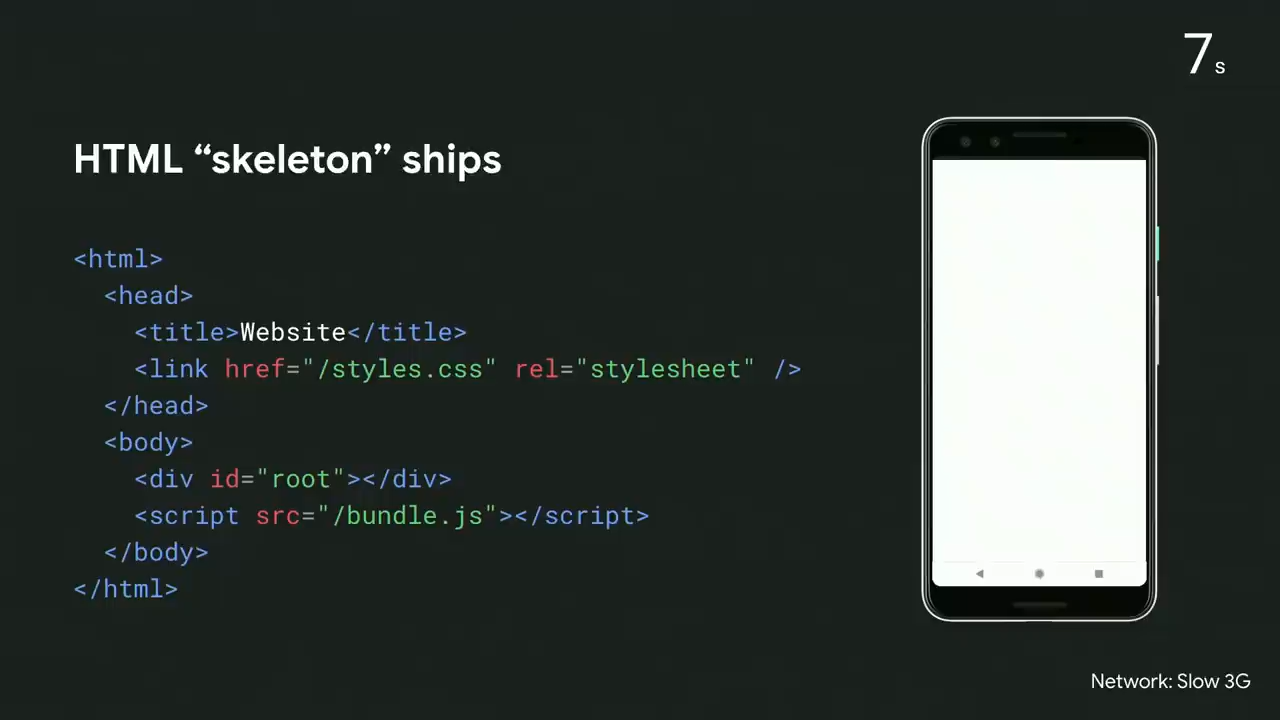 7 s
HTML “skeleton” ships
<html>
  <head>
    <title>Website</title>
    <link href="/styles.css" rel="stylesheet" />
  </head>
  <body>
    <div id="root"></div>
    <script src="/bundle.js"></script>
  </body>
</html>
Network: Slow 3G